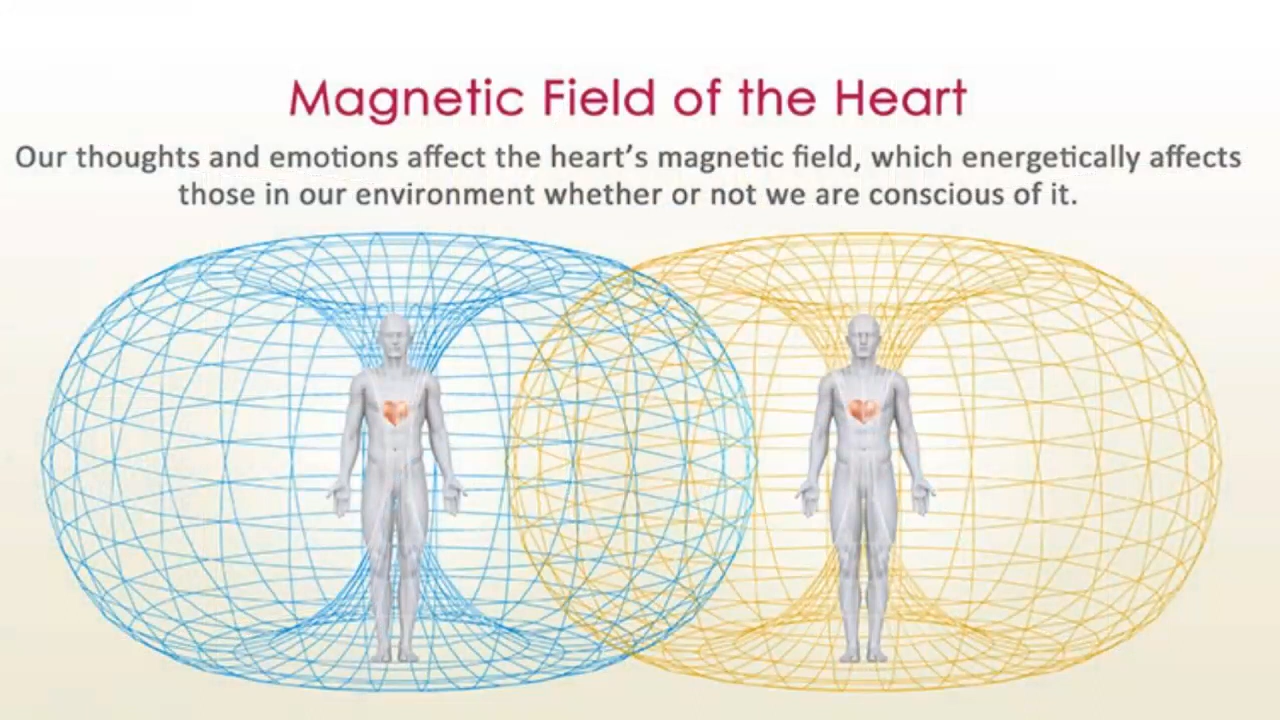 Magnetic Field of the Heart
Our thoughts and emotions affect the heart’s magnetic field, which energetically affects
those in our environment whether or not we are conscious of it.